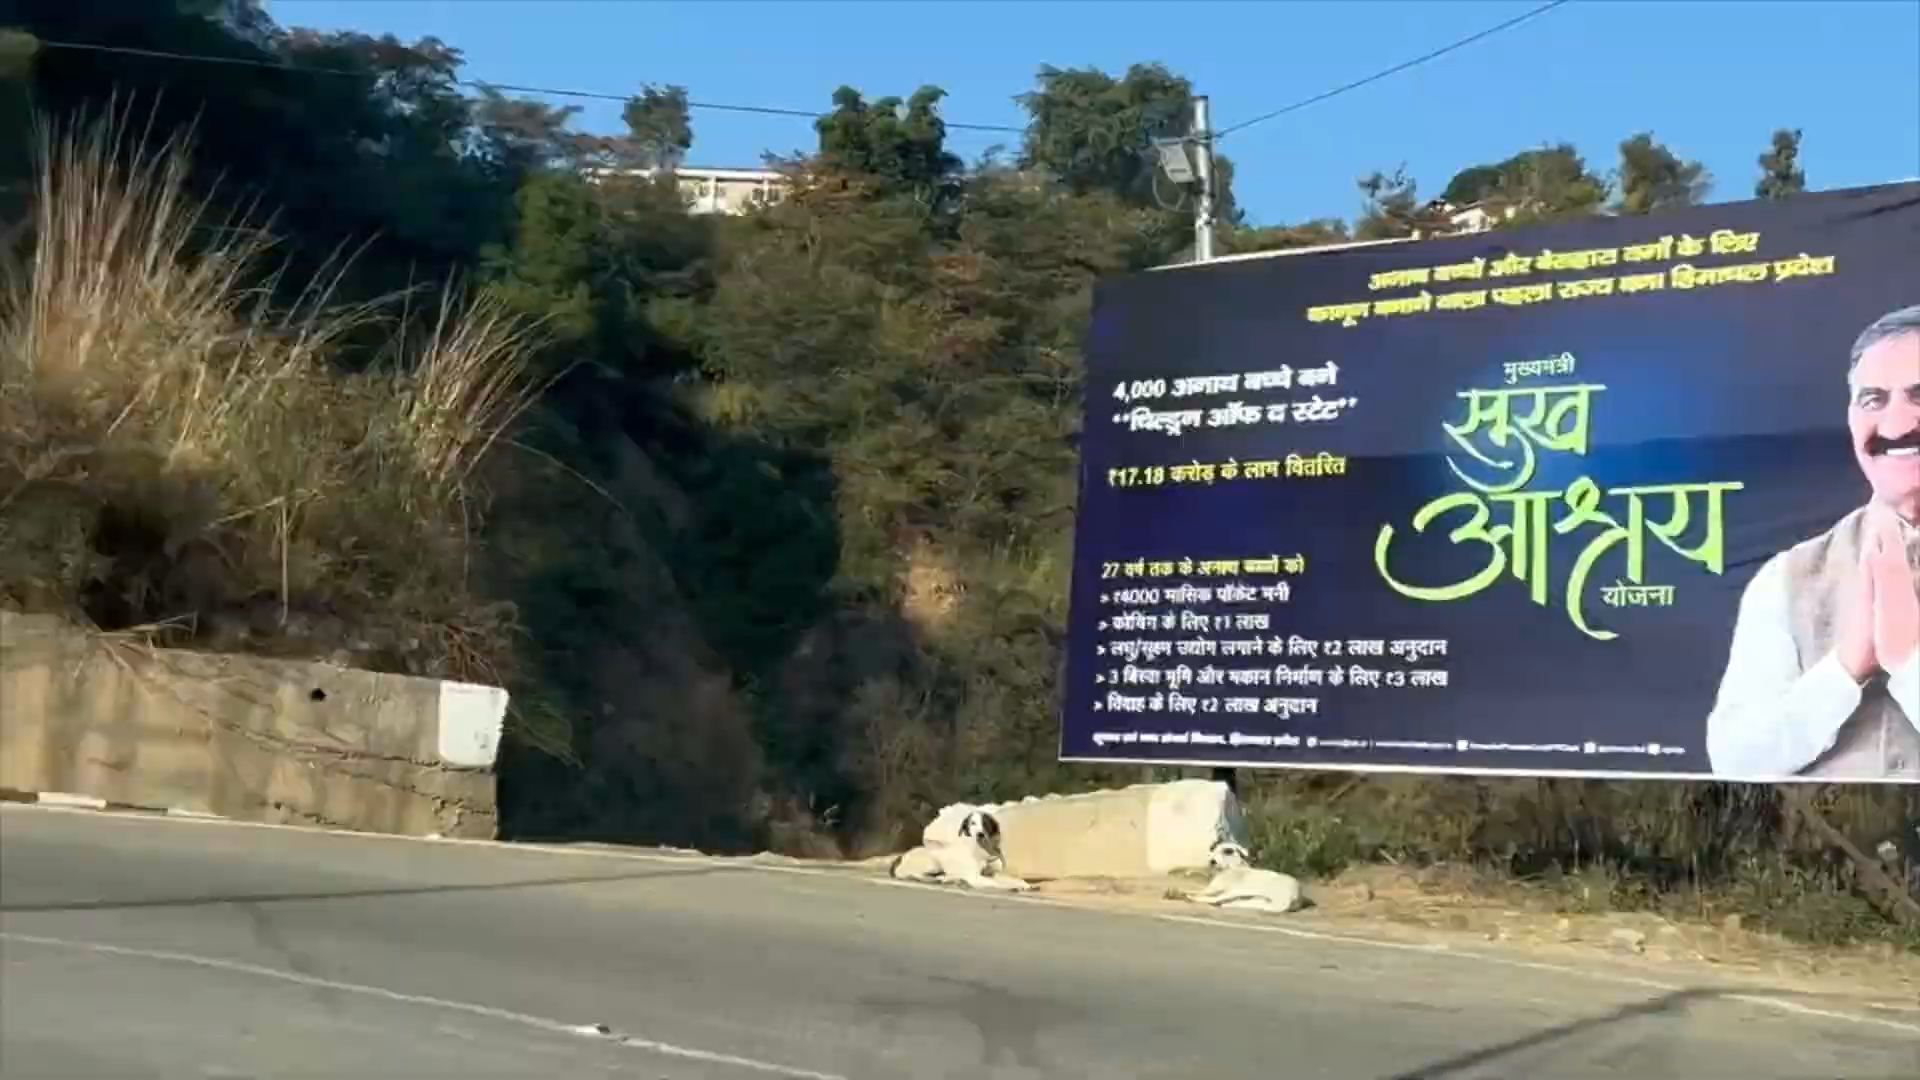 अनाथ बच्चों और बेसहारा वर्गों के लिए
कानून बनाने वाला पहला राज्य बना हिमाचल प्रदेश
4,000 अनाथ बच्चे बने
"चिल्ड्रन ऑफ द स्टेट"
₹17.18 करोड़ के लाभ वितरित
मुख्यमंत्री
सुख
आश्रय
योजना
27 वर्ष तक के अनाथ बच्चों को
> ₹4000 मासिक पॉकेट मनी
> कोचिंग के लिए ₹1 लाख
> लघु/सूक्ष्म उद्योग लगाने के लिए ₹2 लाख अनुदान
> 3 बिस्वा भूमि और मकान निर्माण के लिए ₹3 लाख
> विवाह के लिए ₹2 लाख अनुदान